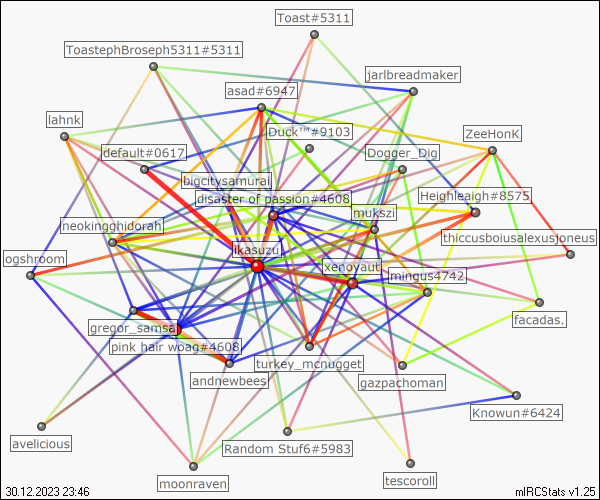 Toast#5311
ToastephBroseph5311#5311
jarlbreadmaker
asad#6947
lahnk
Duck™#9103
ZeeHonK
default#0617
Dogger_Dig
bigcitysamurai
disaster of passion#4608
Heighleaigh#8575
mukszi
neokingghidorah
thiccusboiusalexusjoneus
ikasuzu
ogshroom
xenovaut
mingus4742
facadas.
gregor_samsa
pink hair woag#4608
turkey_mcnugget
andnewbees
gazpachoman
Knowun#6424
avelicious
Random Stuf6#5983
moonraven
tescoroll
30.12.2023 23:46
mIRCStats v1.25